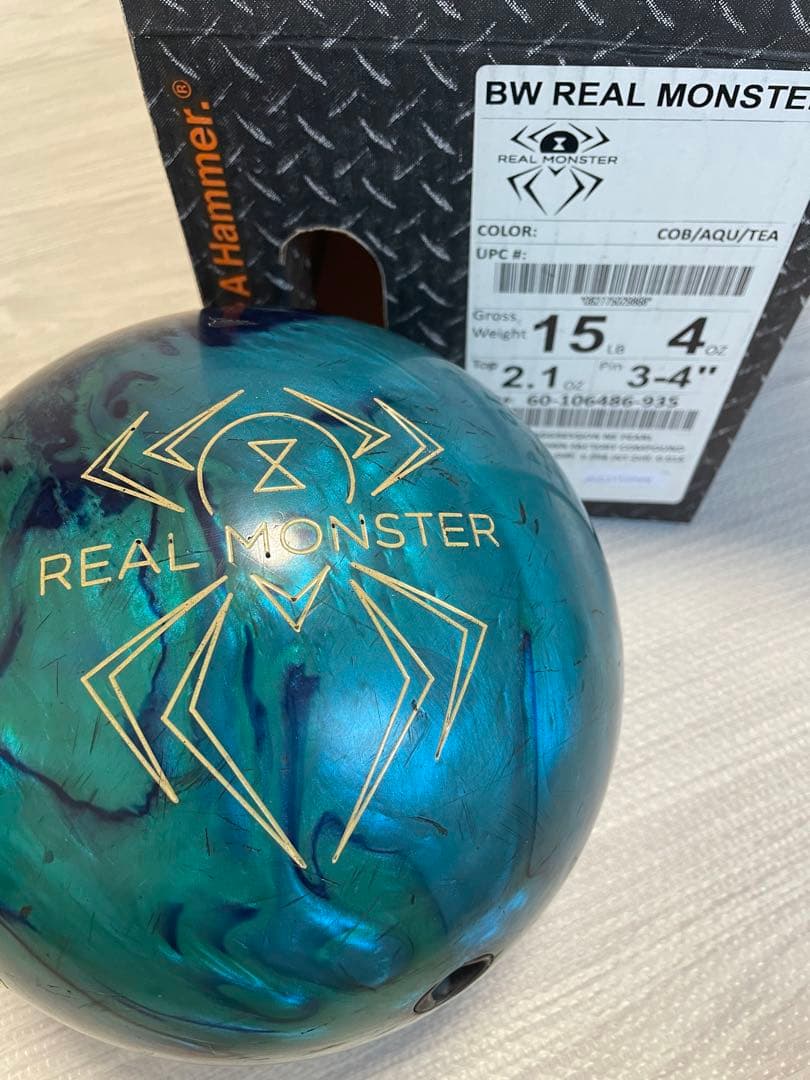 A Hammer.®
BW REAL MONSTE
REAL MONSTER
COLOR: COB/AQU/TEA
UPC #:
Gross Weight 15 LB 4 OZ
Top 2.1 OZ Pin 3-4"
60-106486-935
REAL MONSTER